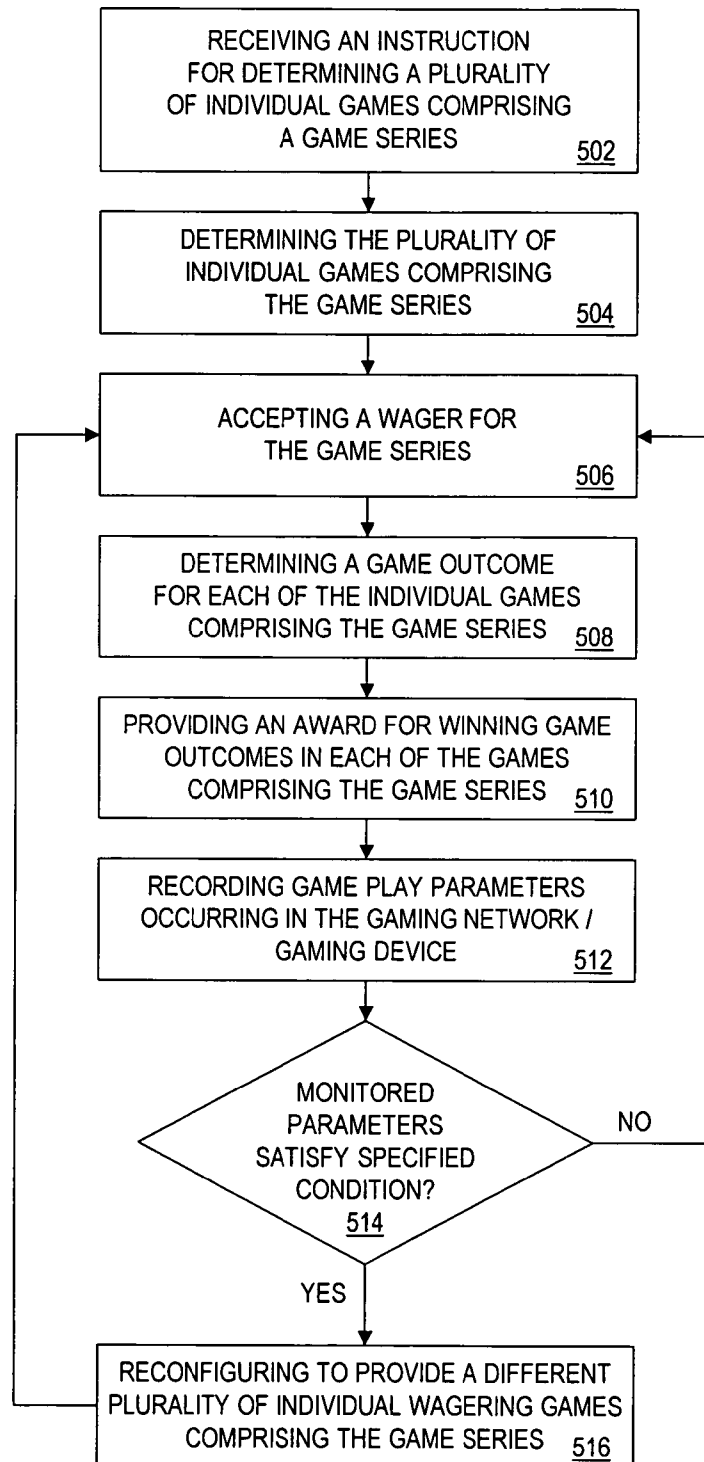 RECEIVING AN INSTRUCTION
FOR DETERMINING A PLURALITY
OF INDIVIDUAL GAMES COMPRISING
A GAME SERIES
502
DETERMINING THE PLURALITY OF
INDIVIDUAL GAMES COMPRISING
THE GAME SERIES
504
ACCEPTING A WAGER FOR
THE GAME SERIES
506
DETERMINING A GAME OUTCOME
FOR EACH OF THE INDIVIDUAL GAMES
COMPRISING THE GAME SERIES
508
PROVIDING AN AWARD FOR WINNING GAME
OUTCOMES IN EACH OF THE GAMES
COMPRISING THE GAME SERIES
510
RECORDING GAME PLAY PARAMETERS
OCCURRING IN THE GAMING NETWORK /
GAMING DEVICE
512
MONITORED
PARAMETERS
SATISFY SPECIFIED
CONDITION?
514
NO
YES
RECONFIGURING TO PROVIDE A DIFFERENT
PLURALITY OF INDIVIDUAL WAGERING GAMES
COMPRISING THE GAME SERIES
516